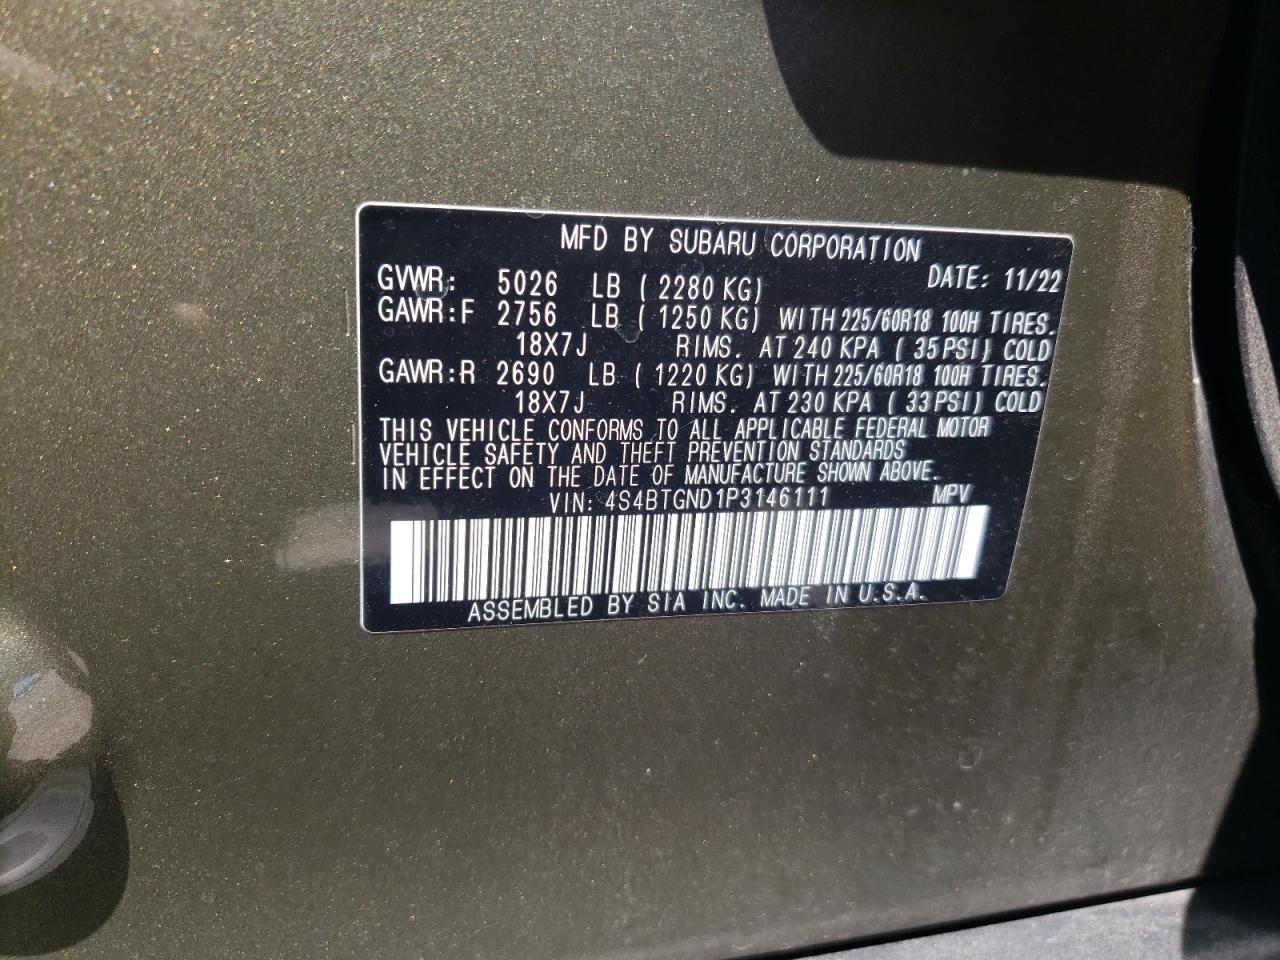 MFD BY SUBARU CORPORATION
GVWR: 5026 LB ( 2280 KG) DATE: 11/22
GAWR:F 2756 LB ( 1250 KG) WITH 225/60R18 100H TIRES.
18X7J RIMS. AT 240 KPA ( 35 PSI) COLD
GAWR:R 2690 LB ( 1220 KG) WITH 225/60R18 100H TIRES.
18X7J RIMS. AT 230 KPA ( 33 PSI) COLD
THIS VEHICLE CONFORMS TO ALL APPLICABLE FEDERAL MOTOR
VEHICLE SAFETY AND THEFT PREVENTION STANDARDS
IN EFFECT ON THE DATE OF MANUFACTURE SHOWN ABOVE.
VIN: 4S4BTGND1P3146111 MPV
ASSEMBLED BY SIA INC. MADE IN U.S.A.